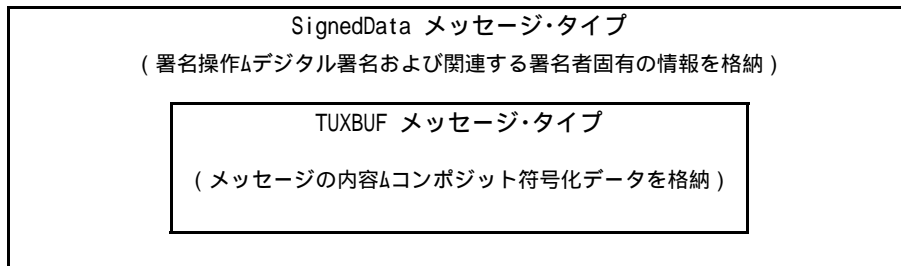 SignedData メッセージ・タイプ
(署名操作Δデジタル署名および関連する署名者固有の情報を格納)
TUXBUF メッセージ・タイプ
(メッセージの内容Δコンポジット符号化データを格納)